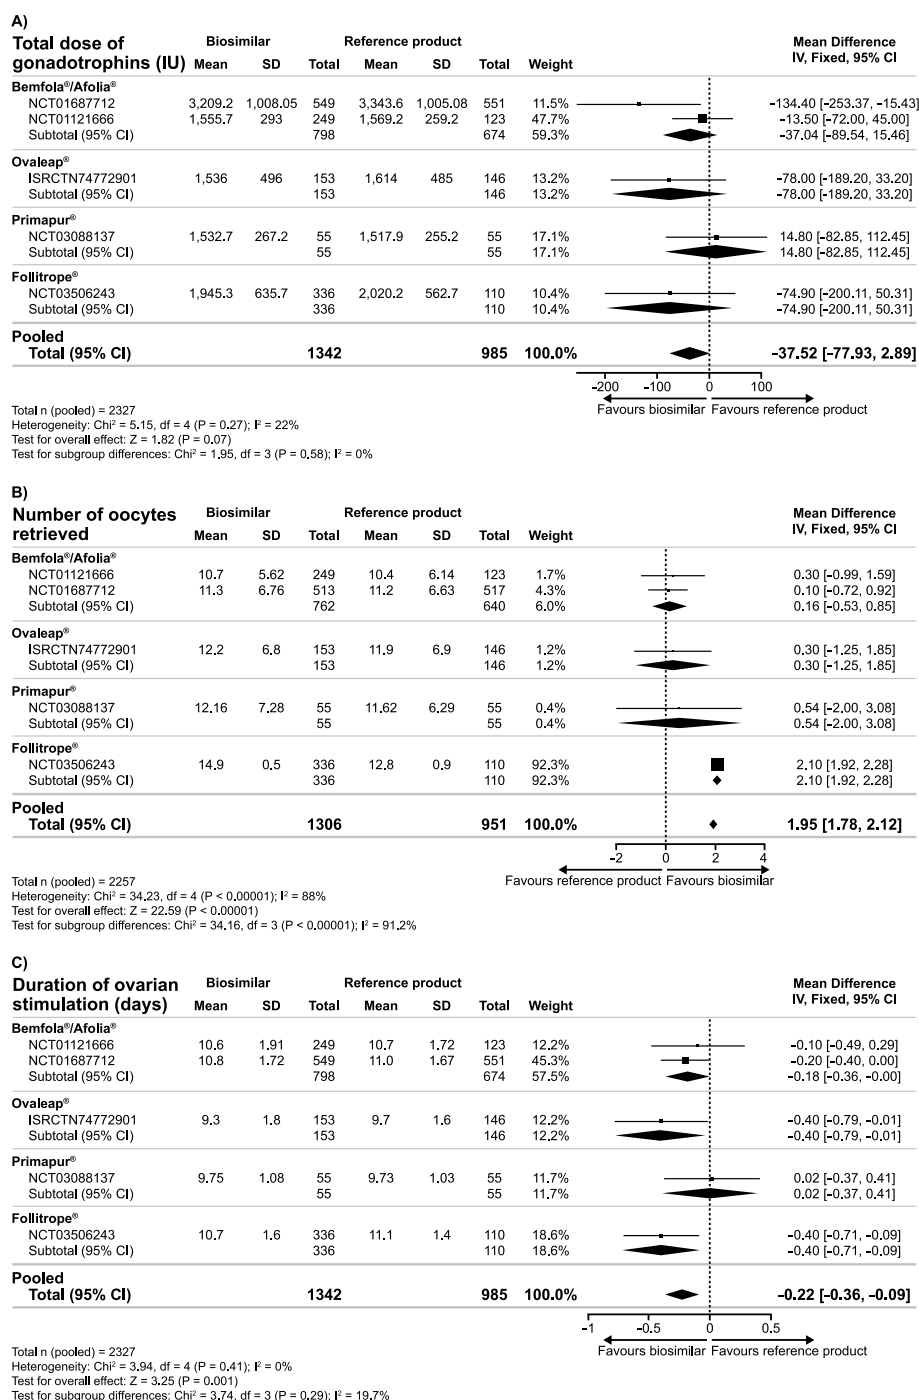 A)
Total dose of gonadotrophins (IU) Biosimilar Reference product Mean Difference
Mean SD Total Mean SD Total Weight IV, Fixed, 95% CI
Bemfola®/Afolia®
NCT01687712 3,209.2 1,008.05 549 3,343.6 1,005.08 551 11.5% −134.40 [−253.37, −15.43]
NCT01121666 1,555.7 293 249 1,569.2 259.2 123 47.7% −13.50 [−72.00, 45.00]
Subtotal (95% CI) 798 674 59.3% −37.04 [−89.54, 15.46]
Ovaleap®
ISRCTN74772901 1,536 496 153 1,614 485 146 13.2% −78.00 [−189.20, 33.20]
Subtotal (95% CI) 153 146 13.2% −78.00 [−189.20, 33.20]
Primapur®
NCT03088137 1,532.7 267.2 55 1,517.9 255.2 55 17.1% 14.80 [−82.85, 112.45]
Subtotal (95% CI) 55 55 17.1% 14.80 [−82.85, 112.45]
Follitrope®
NCT03506243 1,945.3 635.7 336 2,020.2 562.7 110 10.4% −74.90 [−200.11, 50.31]
Subtotal (95% CI) 336 110 10.4% −74.90 [−200.11, 50.31]
Pooled
Total (95% CI) 1342 985 100.0% −37.52 [−77.93, 2.89]
−200 −100 0 100
Favours biosimilar Favours reference product
Total n (pooled) = 2327
Heterogeneity: Chi² = 5.15, df = 4 (P = 0.27); I² = 22%
Test for overall effect: Z = 1.82 (P = 0.07)
Test for subgroup differences: Chi² = 1.95, df = 3 (P = 0.58); I² = 0%
B)
Number of oocytes retrieved Biosimilar Reference product Mean Difference
Mean SD Total Mean SD Total Weight IV, Fixed, 95% CI
Bemfola®/Afolia®
NCT01121666 10.7 5.62 249 10.4 6.14 123 1.7% 0.30 [−0.99, 1.59]
NCT01687712 11.3 6.76 513 11.2 6.63 517 4.3% 0.10 [−0.72, 0.92]
Subtotal (95% CI) 762 640 6.0% 0.16 [−0.53, 0.85]
Ovaleap®
ISRCTN74772901 12.2 6.8 153 11.9 6.9 146 1.2% 0.30 [−1.25, 1.85]
Subtotal (95% CI) 153 146 1.2% 0.30 [−1.25, 1.85]
Primapur®
NCT03088137 12.16 7.28 55 11.62 6.29 55 0.4% 0.54 [−2.00, 3.08]
Subtotal (95% CI) 55 55 0.4% 0.54 [−2.00, 3.08]
Follitrope®
NCT03506243 14.9 0.5 336 12.8 0.9 110 92.3% 2.10 [1.92, 2.28]
Subtotal (95% CI) 336 110 92.3% 2.10 [1.92, 2.28]
Pooled
Total (95% CI) 1306 951 100.0% 1.95 [1.78, 2.12]
−2 0 2 4
Favours reference product Favours biosimilar
Total n (pooled) = 2257
Heterogeneity: Chi² = 34.23, df = 4 (P < 0.00001); I² = 88%
Test for overall effect: Z = 22.59 (P < 0.00001)
Test for subgroup differences: Chi² = 34.16, df = 3 (P < 0.00001); I² = 91.2%
C)
Duration of ovarian stimulation (days) Biosimilar Reference product Mean Difference
Mean SD Total Mean SD Total Weight IV, Fixed, 95% CI
Bemfola®/Afolia®
NCT01121666 10.6 1.91 249 10.7 1.72 123 12.2% −0.10 [−0.49, 0.29]
NCT01687712 10.8 1.72 549 11.0 1.67 551 45.3% −0.20 [−0.40, 0.00]
Subtotal (95% CI) 798 674 57.5% −0.18 [−0.36, −0.00]
Ovaleap®
ISRCTN74772901 9.3 1.8 153 9.7 1.6 146 12.2% −0.40 [−0.79, −0.01]
Subtotal (95% CI) 153 146 12.2% −0.40 [−0.79, −0.01]
Primapur®
NCT03088137 9.75 1.08 55 9.73 1.03 55 11.7% 0.02 [−0.37, 0.41]
Subtotal (95% CI) 55 55 11.7% 0.02 [−0.37, 0.41]
Follitrope®
NCT03506243 10.7 1.6 336 11.1 1.4 110 18.6% −0.40 [−0.71, −0.09]
Subtotal (95% CI) 336 110 18.6% −0.40 [−0.71, −0.09]
Pooled
Total (95% CI) 1342 985 100.0% −0.22 [−0.36, −0.09]
−1 −0.5 0 0.5
Favours biosimilar Favours reference product
Total n (pooled) = 2327
Heterogeneity: Chi² = 3.94, df = 4 (P = 0.41); I² = 0%
Test for overall effect: Z = 3.25 (P = 0.001)
Test for subgroup differences: Chi² = 3.74, df = 3 (P = 0.29); I² = 19.7%